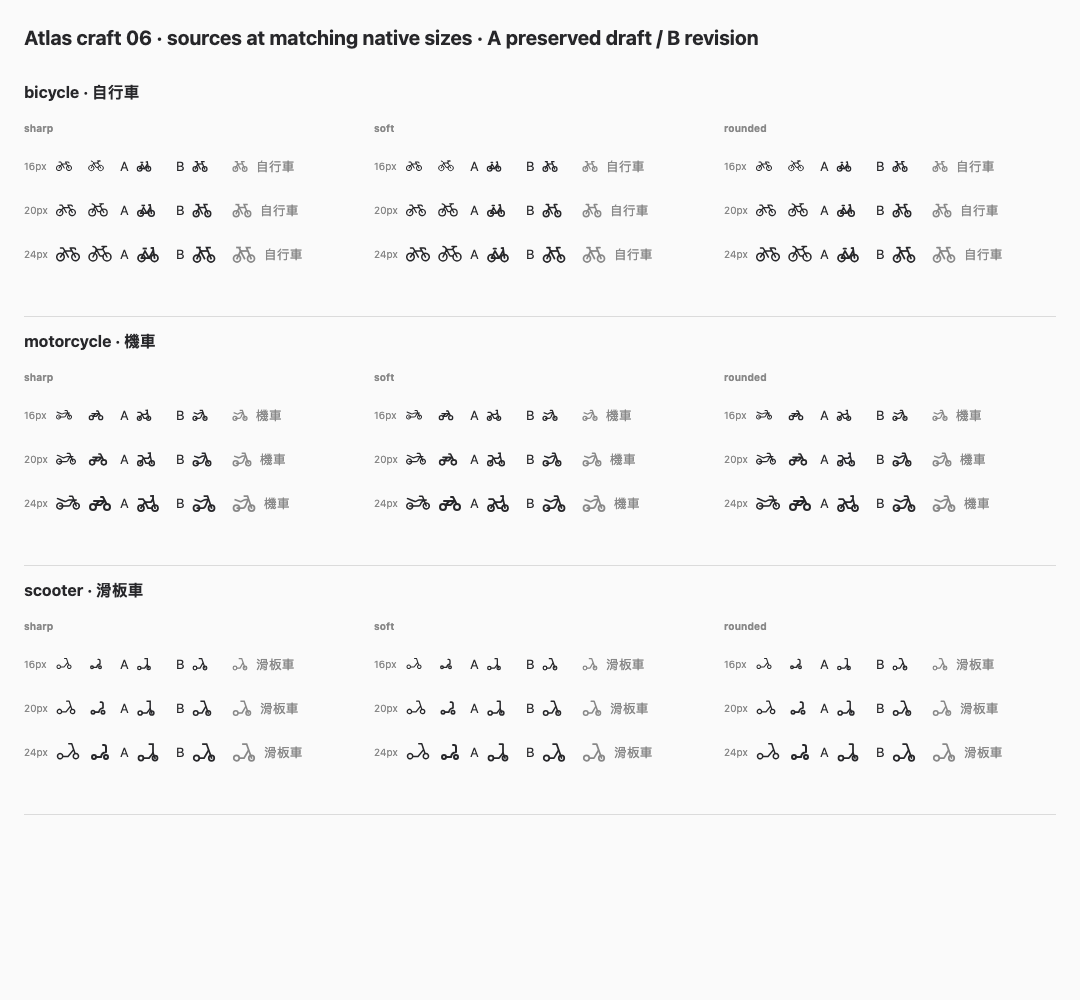 Atlas craft 06 · sources at matching native sizes · A preserved draft / B revision
bicycle · 自行車
sharp soft rounded
16px A B 自行車 16px A B 自行車 16px A B 自行車
20px A B 自行車 20px A B 自行車 20px A B 自行車
24px A B 自行車 24px A B 自行車 24px A B 自行車
motorcycle · 機車
sharp soft rounded
16px A B 機車 16px A B 機車 16px A B 機車
20px A B 機車 20px A B 機車 20px A B 機車
24px A B 機車 24px A B 機車 24px A B 機車
scooter · 滑板車
sharp soft rounded
16px A B 滑板車 16px A B 滑板車 16px A B 滑板車
20px A B 滑板車 20px A B 滑板車 20px A B 滑板車
24px A B 滑板車 24px A B 滑板車 24px A B 滑板車